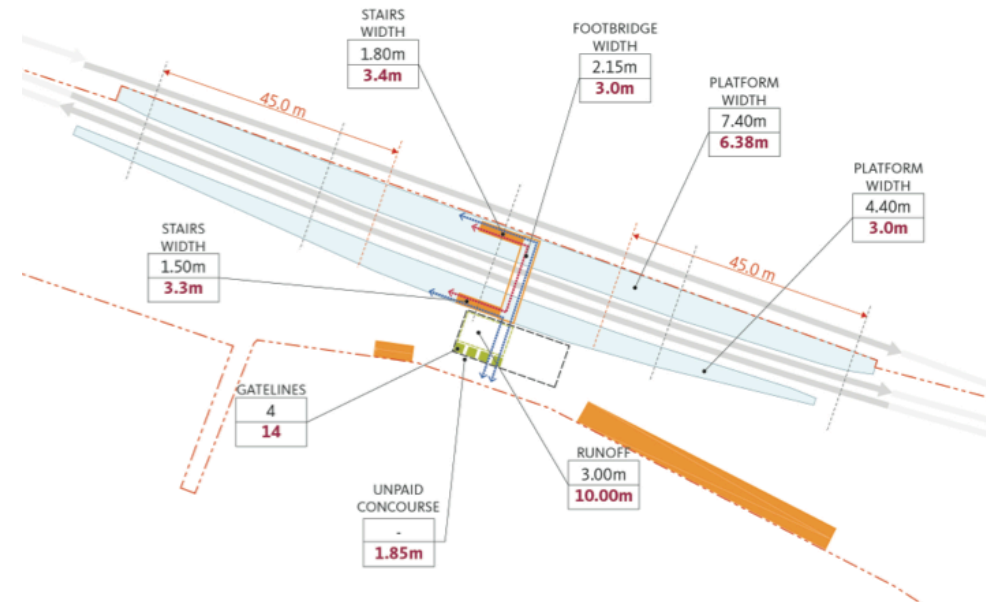 STAIRS
WIDTH
1.80m
3.4m
FOOTBRIDGE
WIDTH
2.15m
3.0m
PLATFORM
WIDTH
7.40m
6.38m
PLATFORM
WIDTH
4.40m
3.0m
45.0 m
STAIRS
WIDTH
1.50m
3.3m
45.0 m
GATELINES
4
14
RUNOFF
3.00m
10.00m
UNPAID
CONCOURSE
-
1.85m